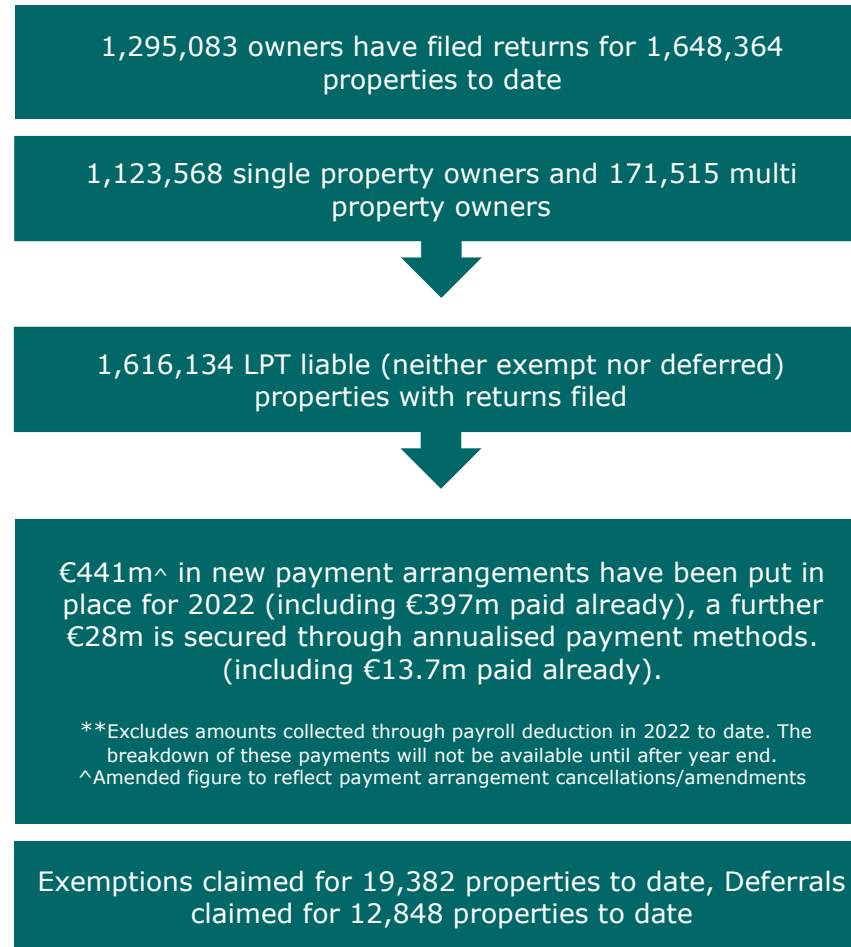 1,295,083 owners have filed returns for 1,648,364
properties to date
1,123,568 single property owners and 171,515 multi
property owners
1,616,134 LPT liable (neither exempt nor deferred)
properties with returns filed
€441m^ in new payment arrangements have been put in
place for 2022 (including €397m paid already), a further
€28m is secured through annualised payment methods.
(including €13.7m paid already).
**Excludes amounts collected through payroll deduction in 2022 to date. The
breakdown of these payments will not be available until after year end.
^Amended figure to reflect payment arrangement cancellations/amendments
Exemptions claimed for 19,382 properties to date, Deferrals
claimed for 12,848 properties to date